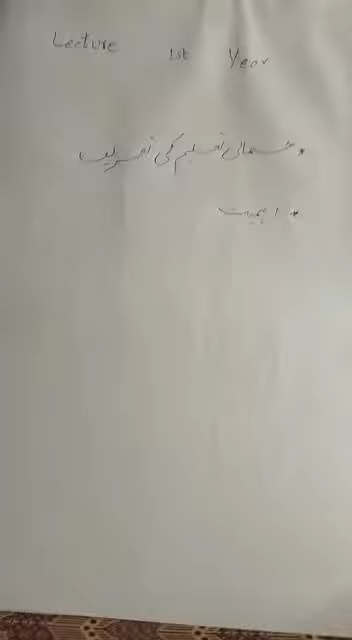 Lecture 1st Year
* جسمانی تعلیم کی تعریف
* اہمیت